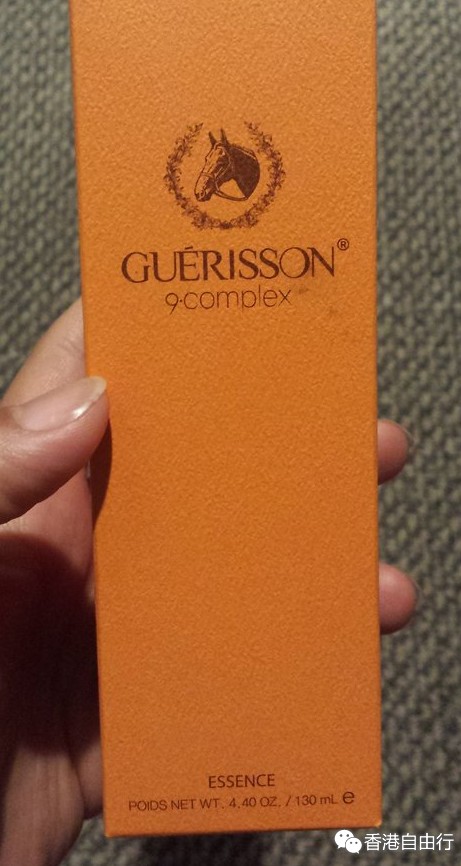 GUÉRISSON®
9·complex
ESSENCE
POIDS NET WT. 4,40 OZ. / 130 mL ℮
香港自由行